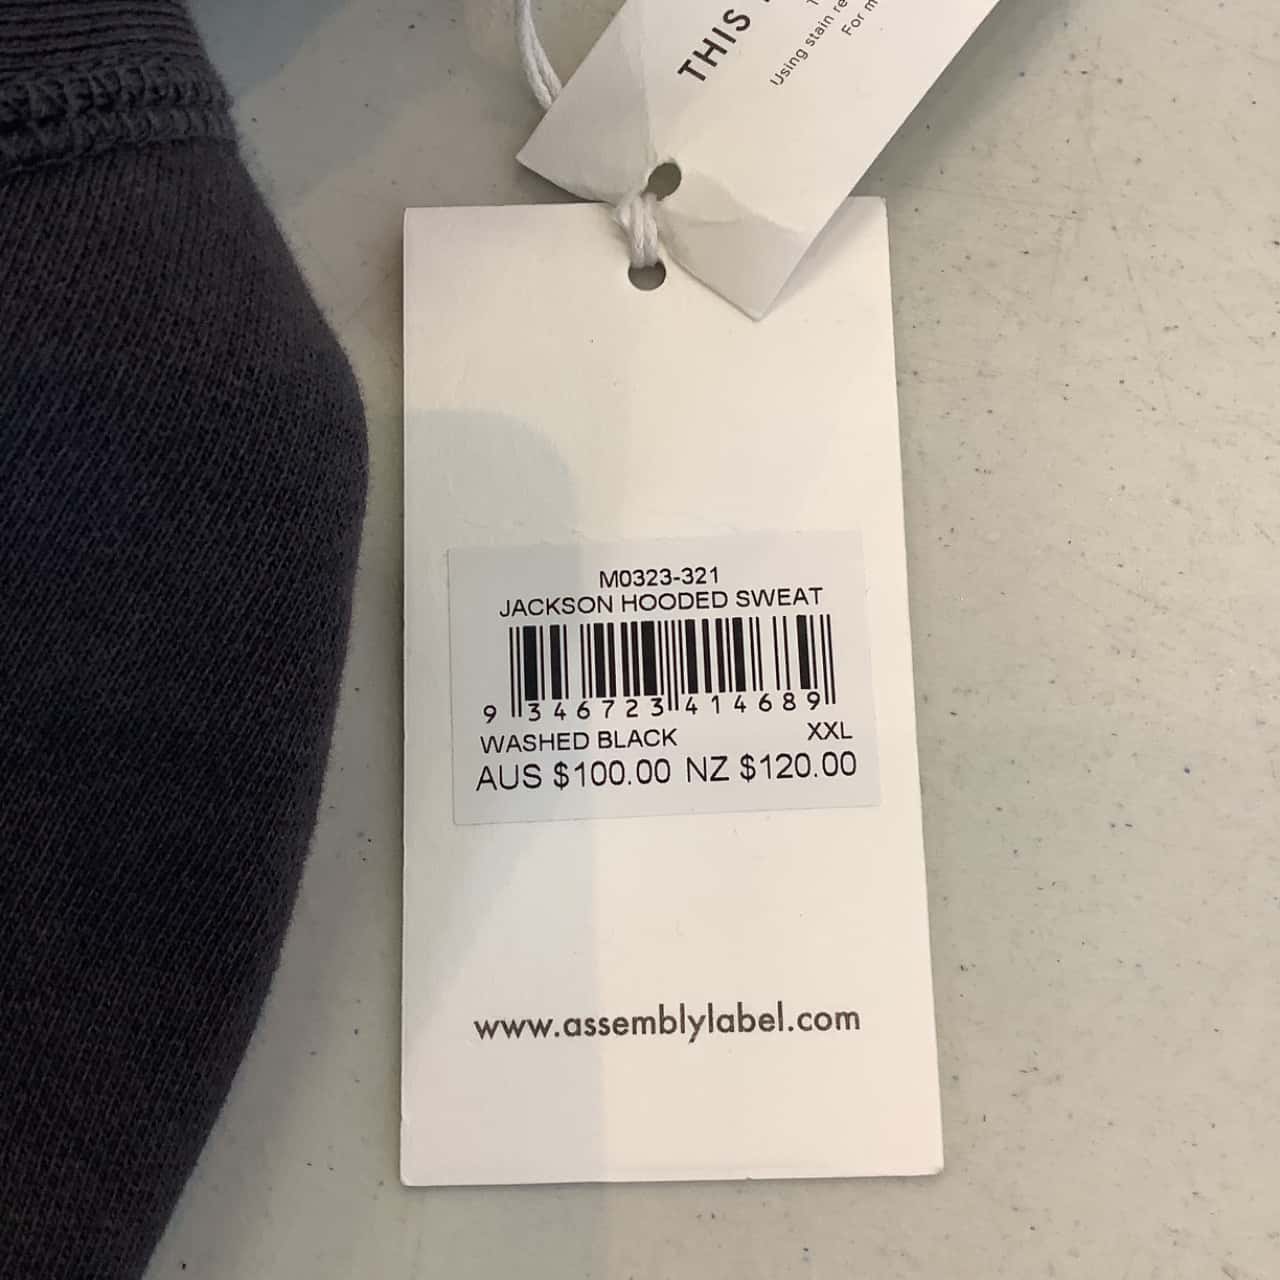 THIS
Using stain
For
M0323-321
JACKSON HOODED SWEAT
9 346723 414689
WASHED BLACK XXL
AUS $100.00 NZ $120.00
www.assemblylabel.com